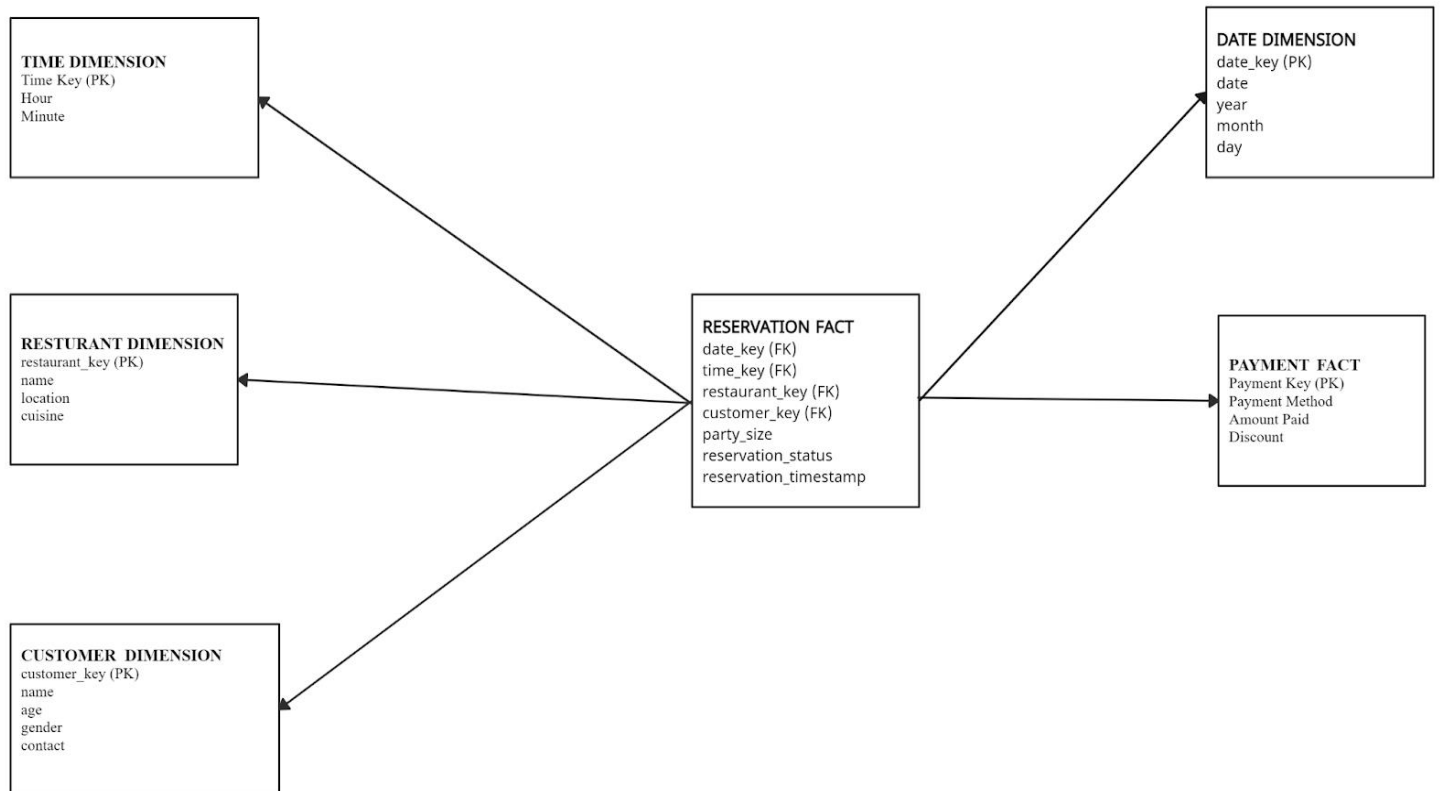 TIME DIMENSION
Time Key (PK)
Hour
Minute
DATE DIMENSION
date_key (PK)
date
year
month
day
RESTURANT DIMENSION
restaurant_key (PK)
name
location
cuisine
RESERVATION FACT
date_key (FK)
time_key (FK)
restaurant_key (FK)
customer_key (FK)
party_size
reservation_status
reservation_timestamp
PAYMENT FACT
Payment Key (PK)
Payment Method
Amount Paid
Discount
CUSTOMER DIMENSION
customer_key (PK)
name
age
gender
contact